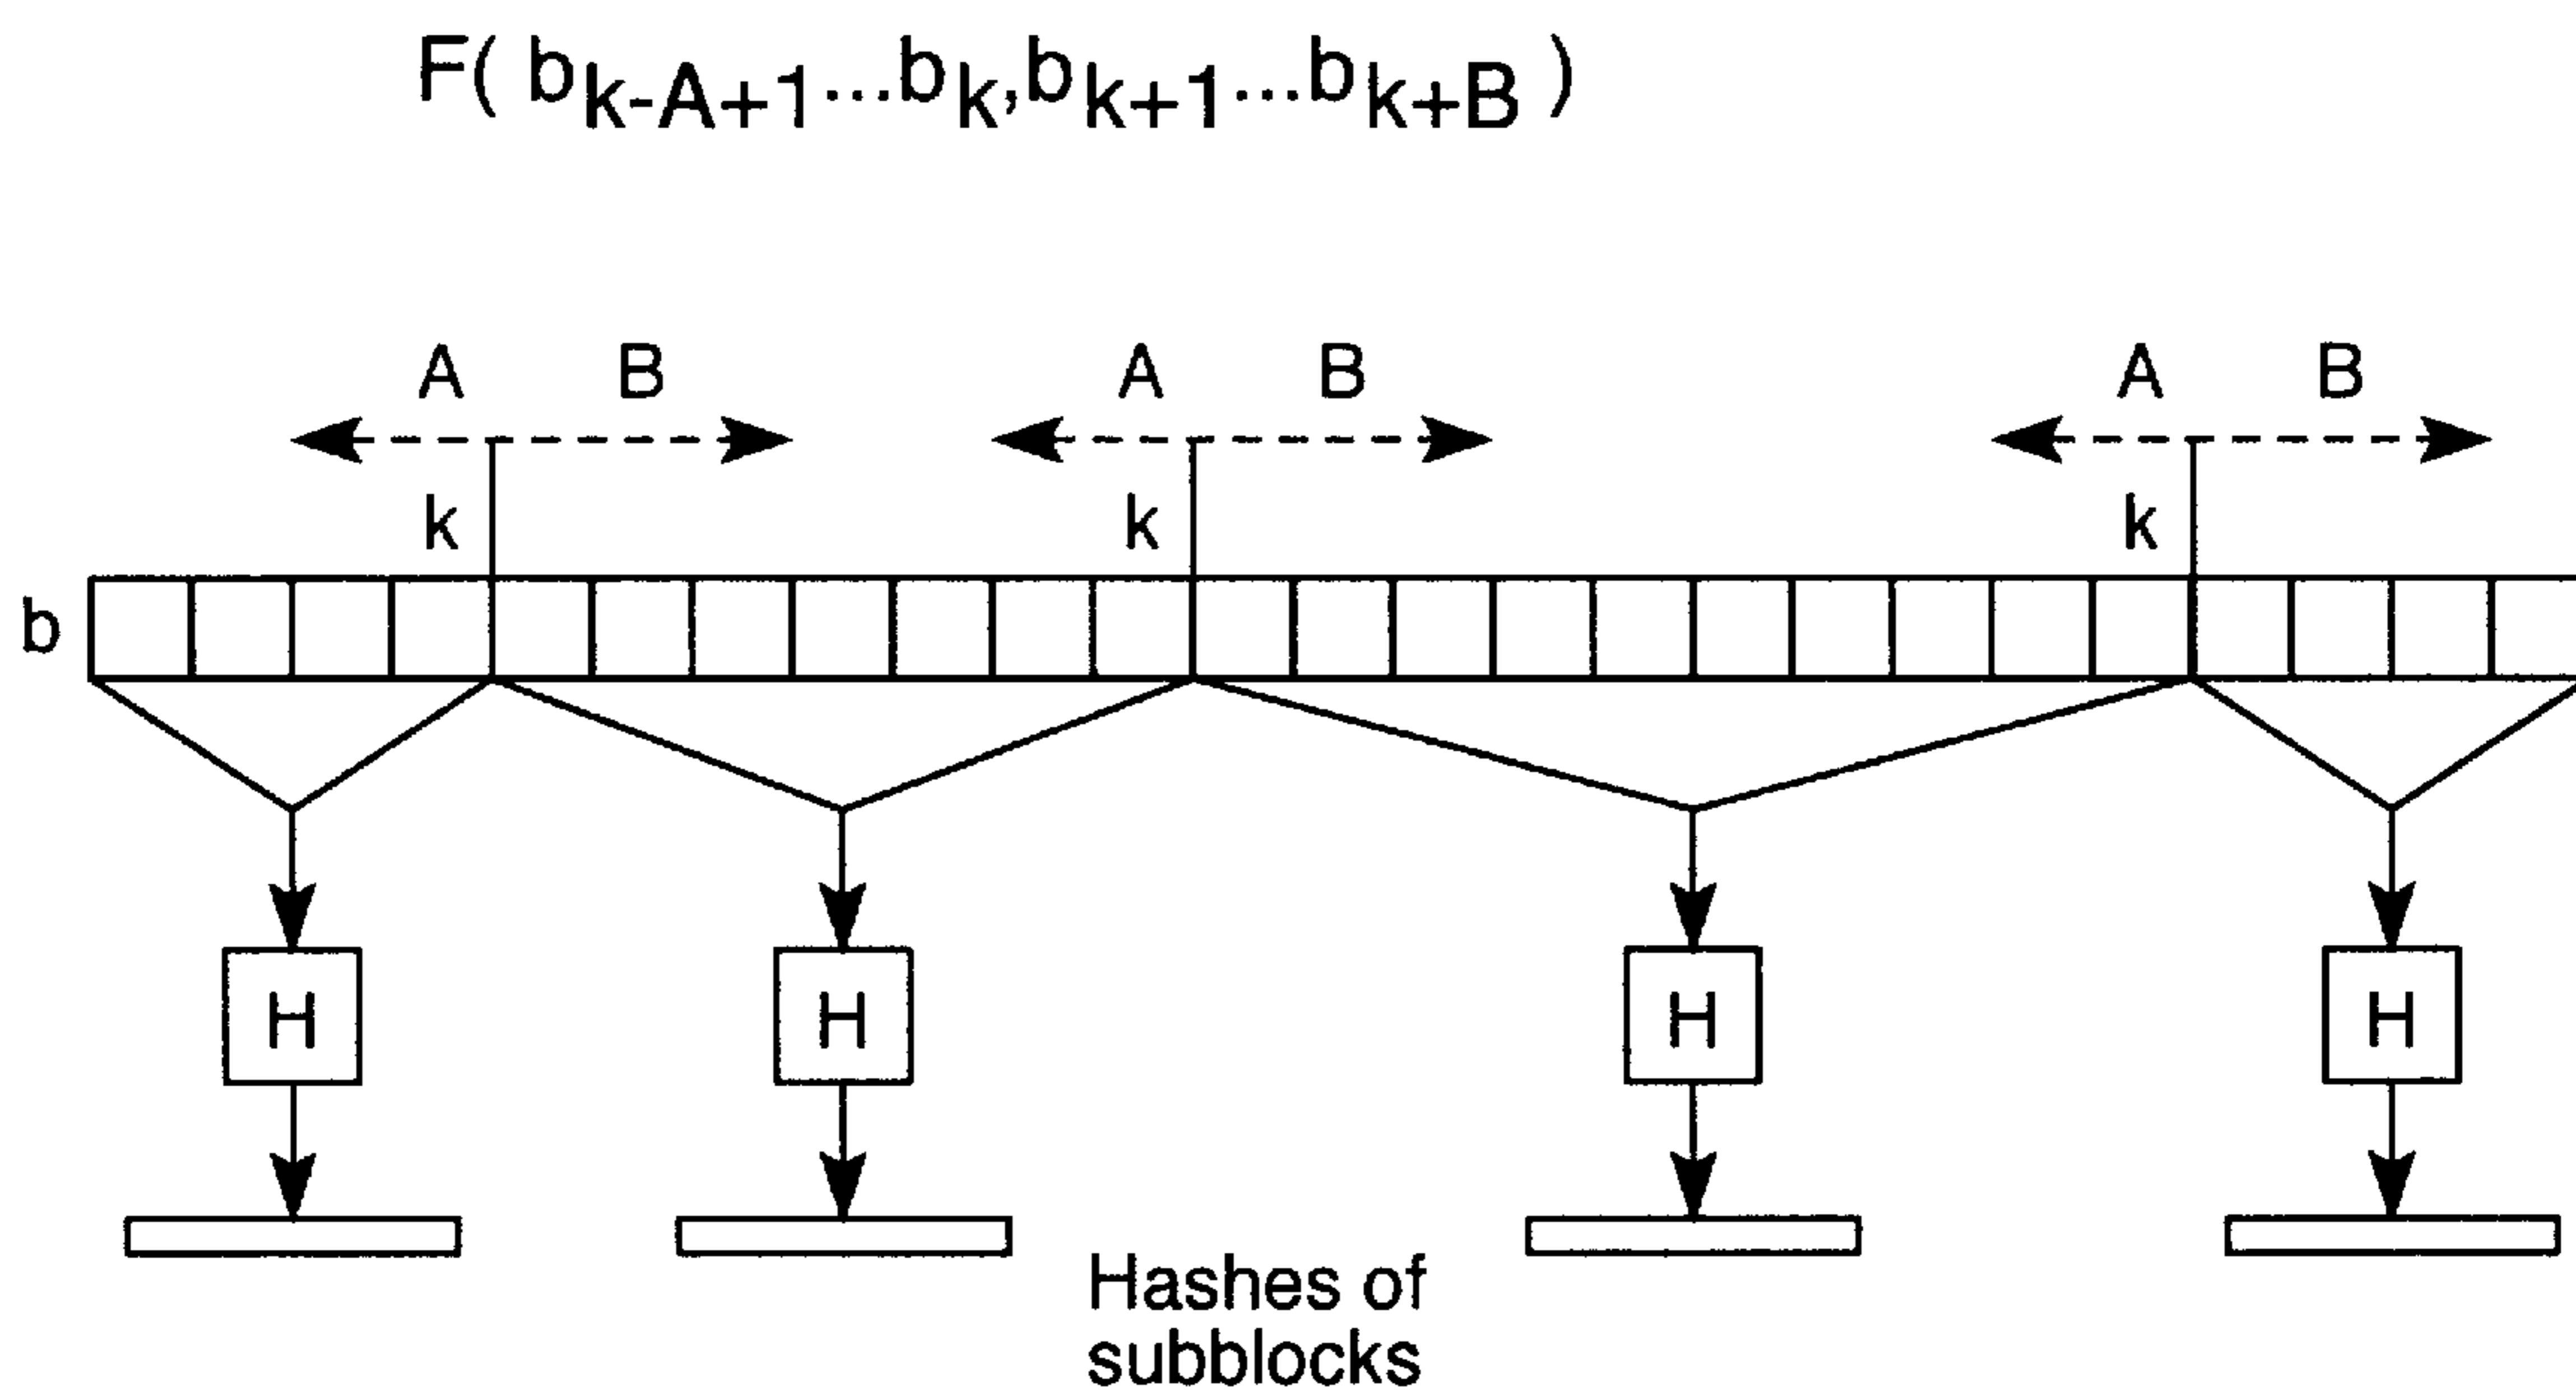 F( bk-A+1...bk,bk+1...bk+B )
A B A B A B
k k k
b
H H H H
Hashes of
subblocks